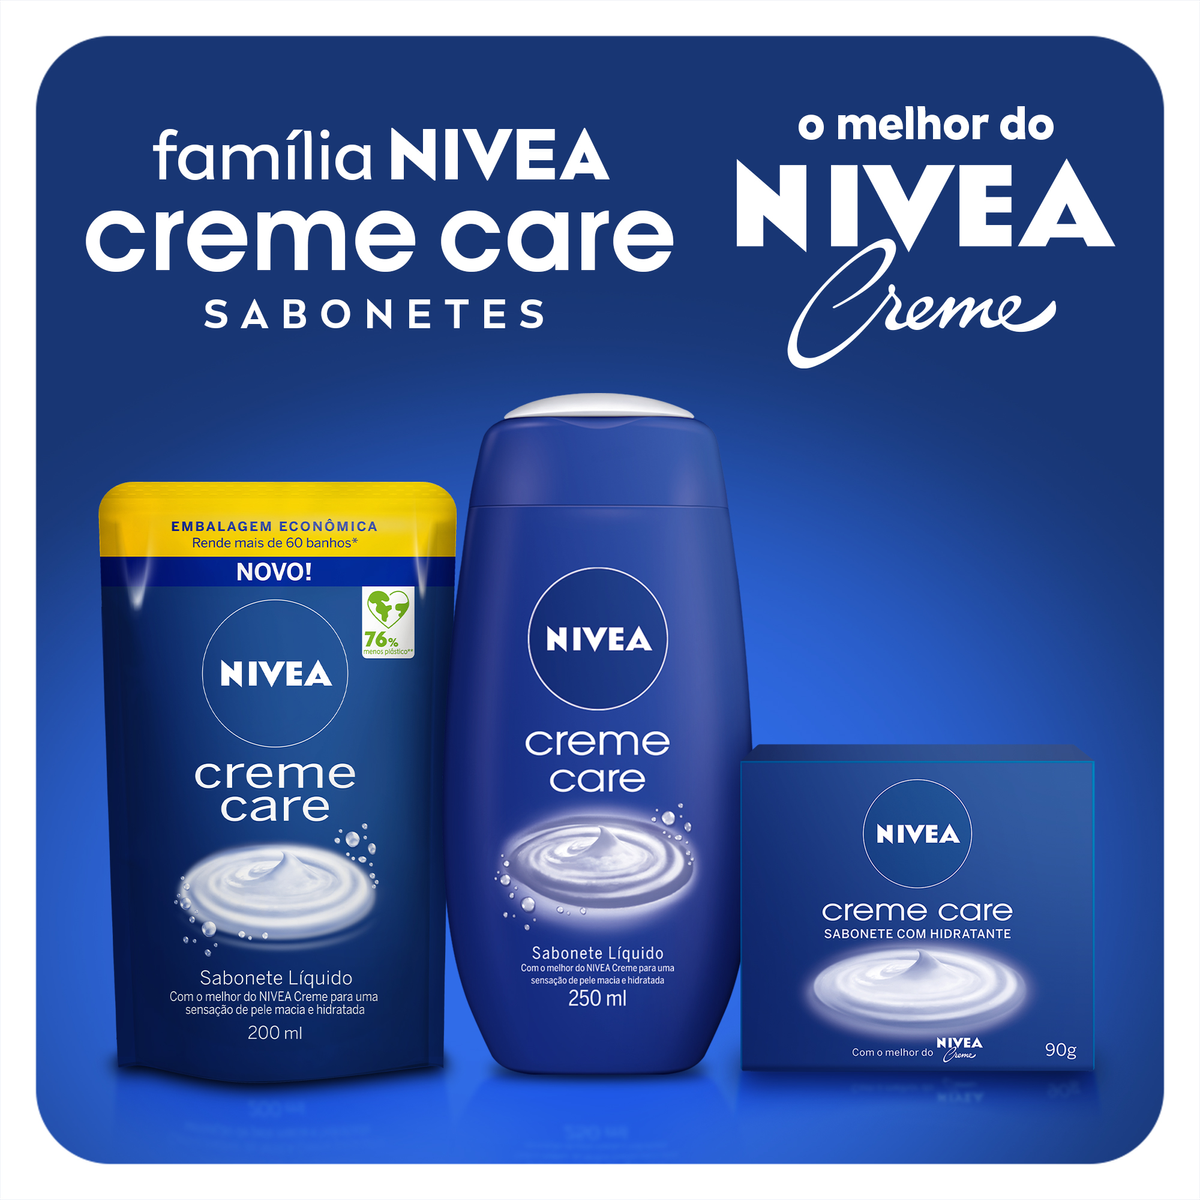 família NIVEA
creme care
SABONETES
o melhor do
NIVEA
Creme
EMBALAGEM ECONÔMICA
Rende mais de 60 banhos*
NOVO!
76%
menos plástico**
NIVEA
creme
care
Sabonete Líquido
Com o melhor do NIVEA Creme para uma
sensação de pele macia e hidratada
200 ml
NIVEA
creme
care
Sabonete Líquido
Com o melhor do NIVEA Creme para uma
sensação de pele macia e hidratada
250 ml
NIVEA
creme care
SABONETE COM HIDRATANTE
Com o melhor do NIVEA Creme
90g